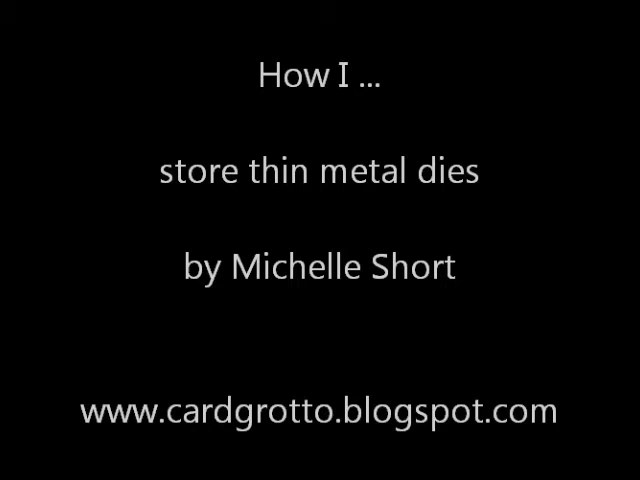 How I ...
store thin metal dies
by Michelle Short
www.cardgrotto.blogspot.com